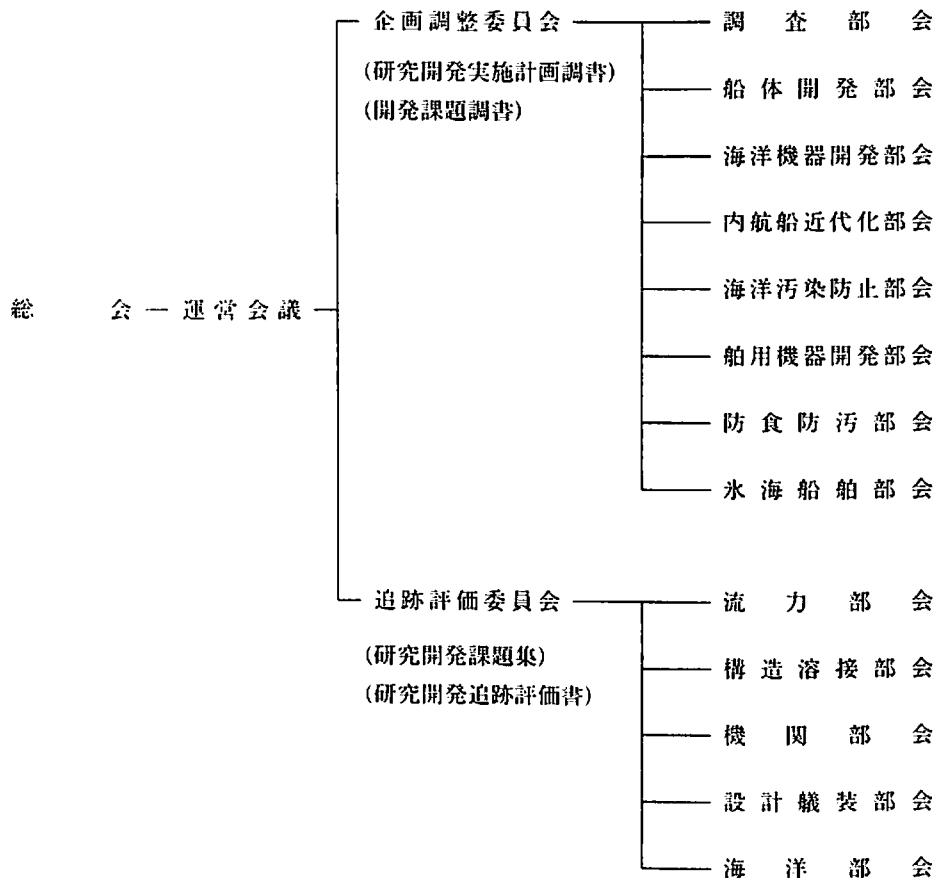 総会
運営会議
企画調整委員会
(研究開発実施計画調書)
(開発課題調書)
調査部会
船体開発部会
海洋機器開発部会
内航船近代化部会
海洋汚染防止部会
舶用機器開発部会
防食防汚部会
氷海船舶部会
追跡評価委員会
(研究開発課題集)
(研究開発追跡評価書)
流力部会
構造溶接部会
機関部会
設計艤装部会
海洋部会